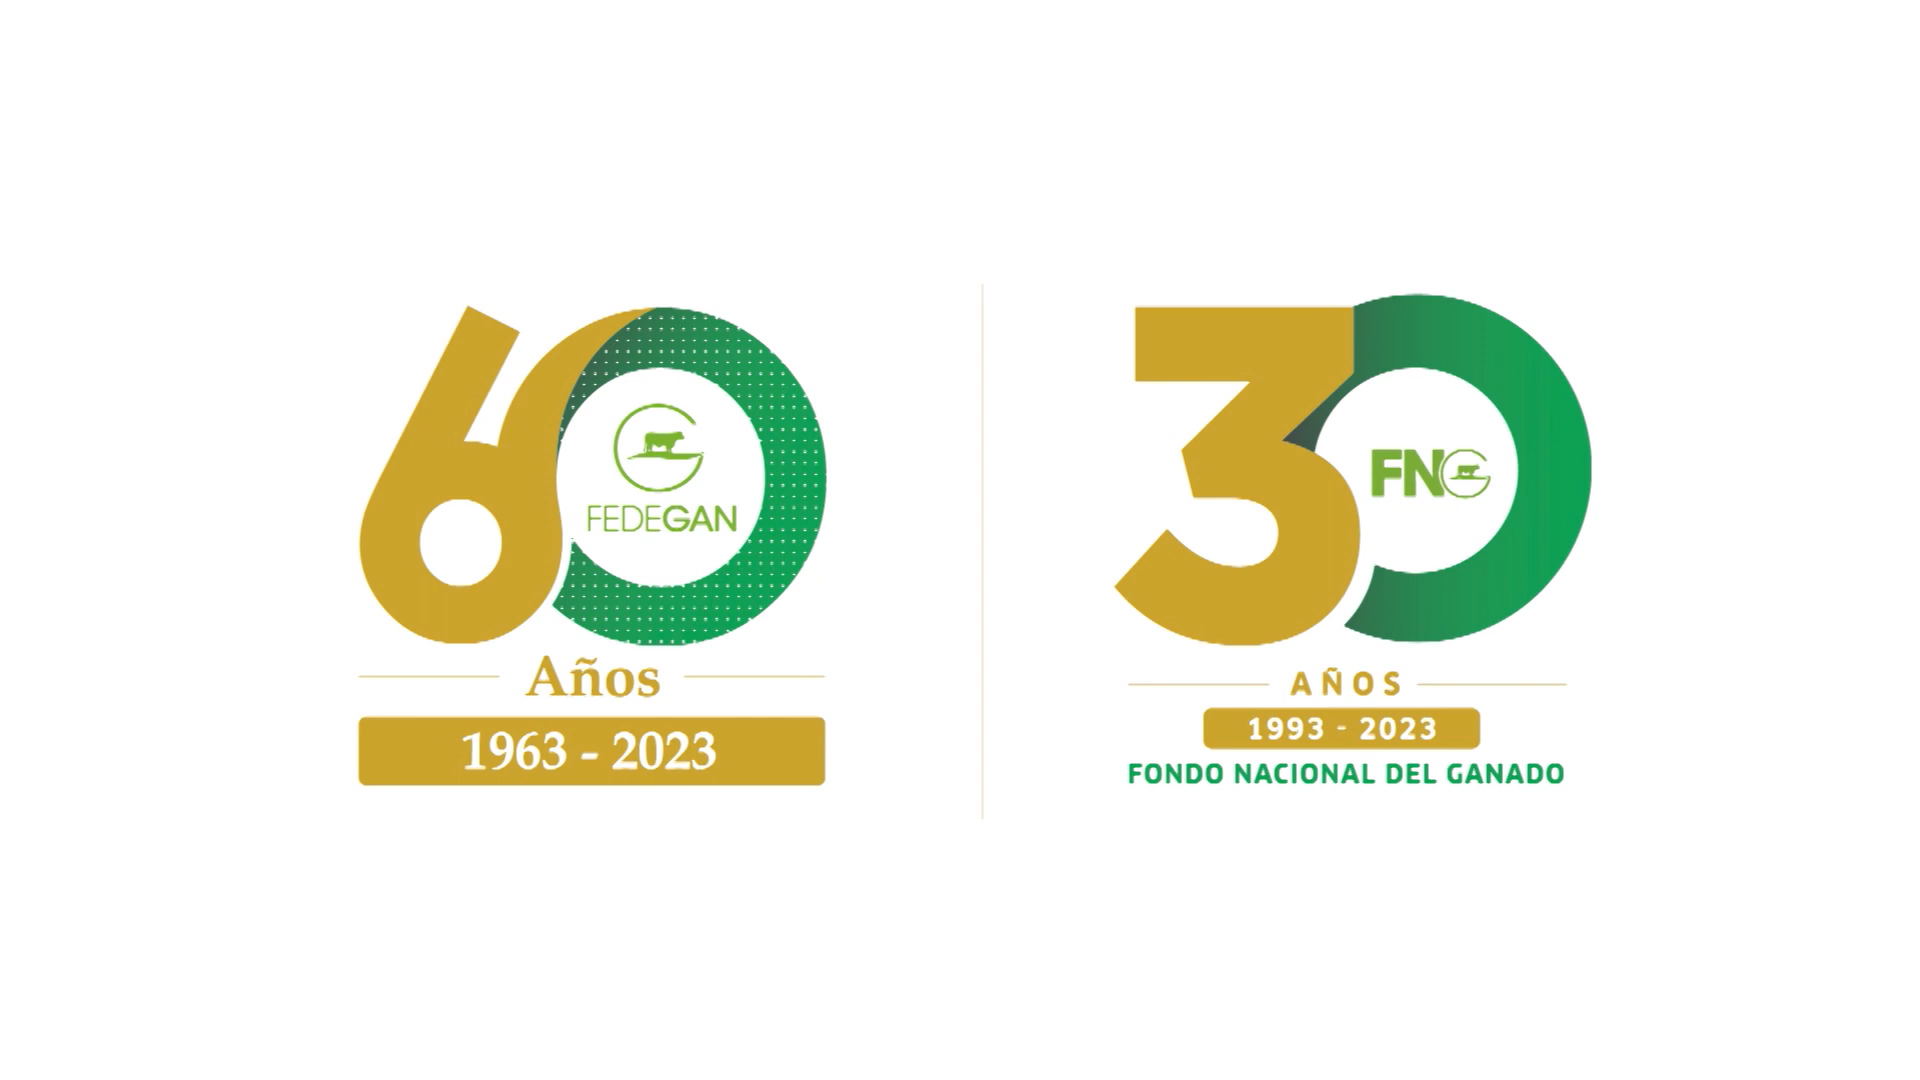 60
FEDEGAN
Años
1963 - 2023
30
FNG
AÑOS
1993 - 2023
FONDO NACIONAL DEL GANADO